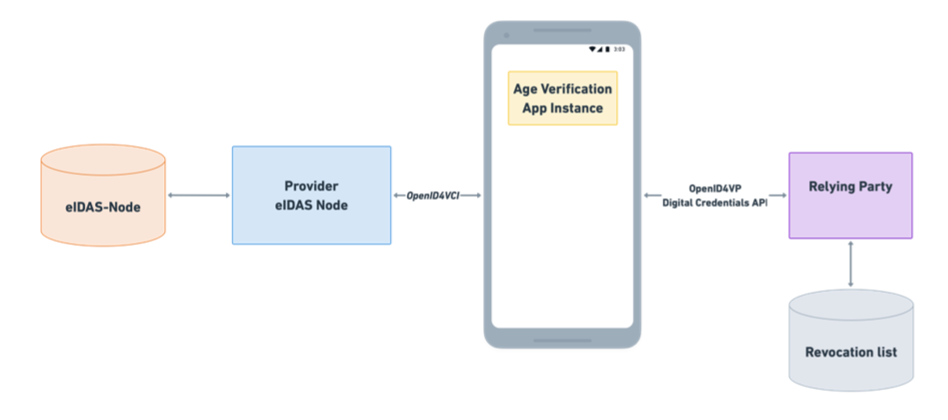 3:03
Age Verification
App Instance
eIDAS-Node
Provider
eIDAS Node
OpenID4VCI
OpenID4VP
Digital Credentials API
Relying Party
Revocation list